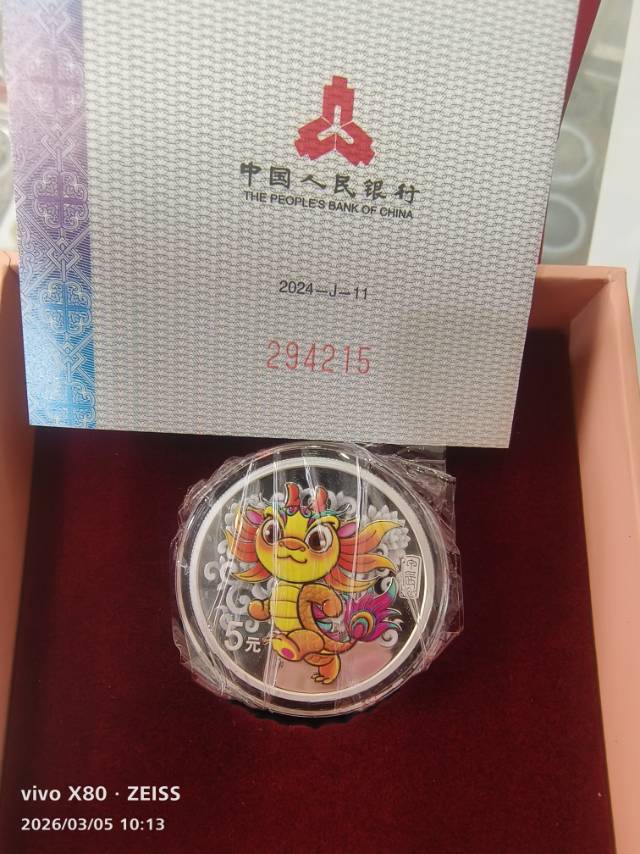 中国人民银行
THE PEOPLE'S BANK OF CHINA
2024-J-11
294215
5元
vivo X80 · ZEISS
2026/03/05 10:13